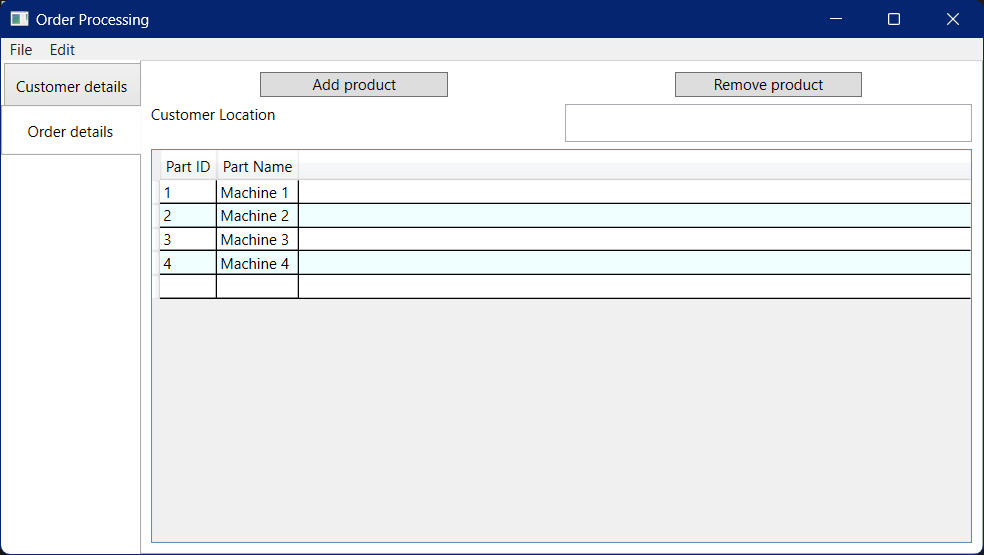 Order Processing
File Edit
Customer details
Order details
Add product Remove product
Customer Location
Part ID Part Name
1 Machine 1
2 Machine 2
3 Machine 3
4 Machine 4